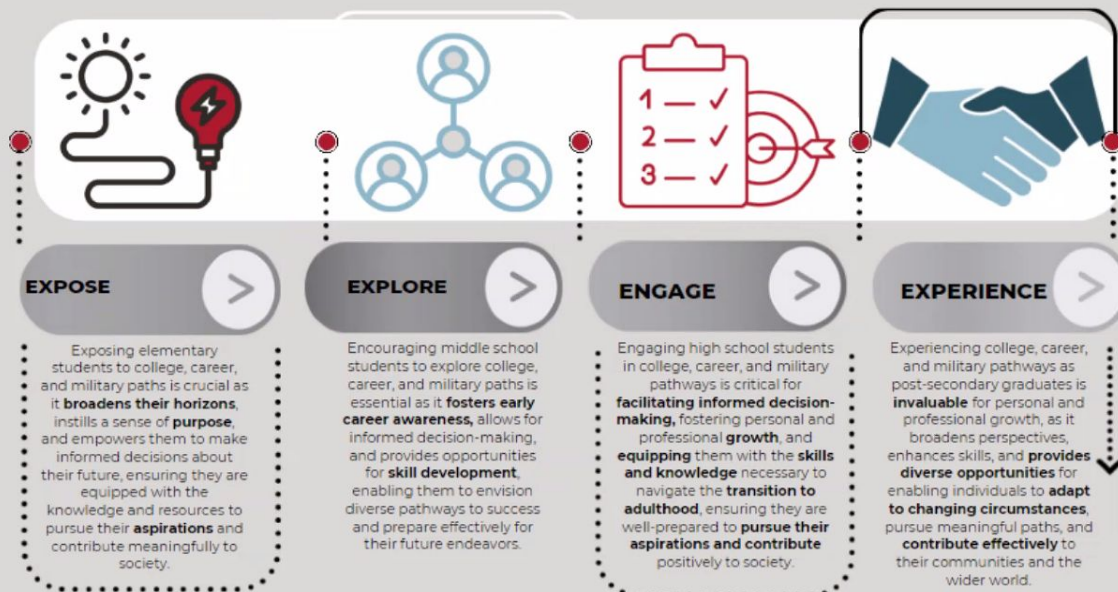 1
2
3
EXPOSE
Exposing elementary
students to college, career,
and military paths is crucial as
it broadens their horizons,
instills a sense of purpose,
and empowers them to make
informed decisions about
their future, ensuring they are
equipped with the
knowledge and resources to
pursue their aspirations and
contribute meaningfully to
society.
EXPLORE
Encouraging middle school
students to explore college,
career, and military paths is
essential as it fosters early
career awareness, allows for
informed decision-making,
and provides opportunities
for skill development,
enabling them to envision
diverse pathways to success
and prepare effectively for
their future endeavors.
ENGAGE
Engaging high school students
in college, career, and military
pathways is critical for
facilitating informed decision-
making, fostering personal and
professional growth, and
equipping them with the skills
and knowledge necessary to
navigate the transition to
adulthood, ensuring they are
well-prepared to pursue their
aspirations and contribute
positively to society.
EXPERIENCE
Experiencing college, career,
and military pathways as
post-secondary graduates is
invaluable for personal and
professional growth, as it
broadens perspectives,
enhances skills, and provides
diverse opportunities for
enabling individuals to adapt
to changing circumstances,
pursue meaningful paths, and
contribute effectively to
their communities and the
wider world.